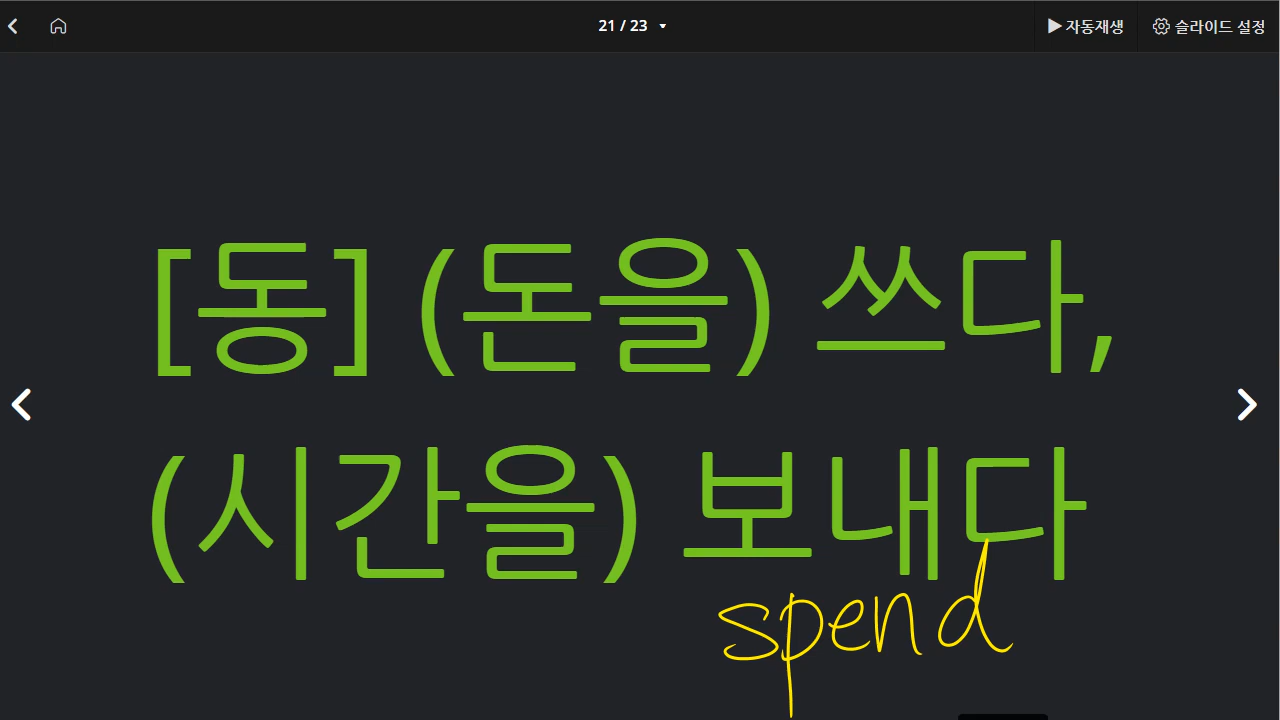 21 / 23
▶ 자동재생
슬라이드 설정
[동] (돈을) 쓰다,
(시간을) 보내다
spend